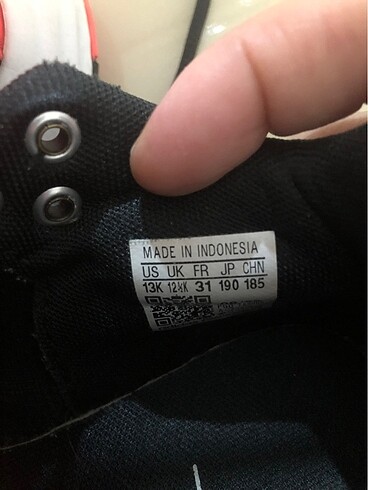 MADE IN INDONESIA
US UK FR JP CHN
13K 12½K 31 190 185